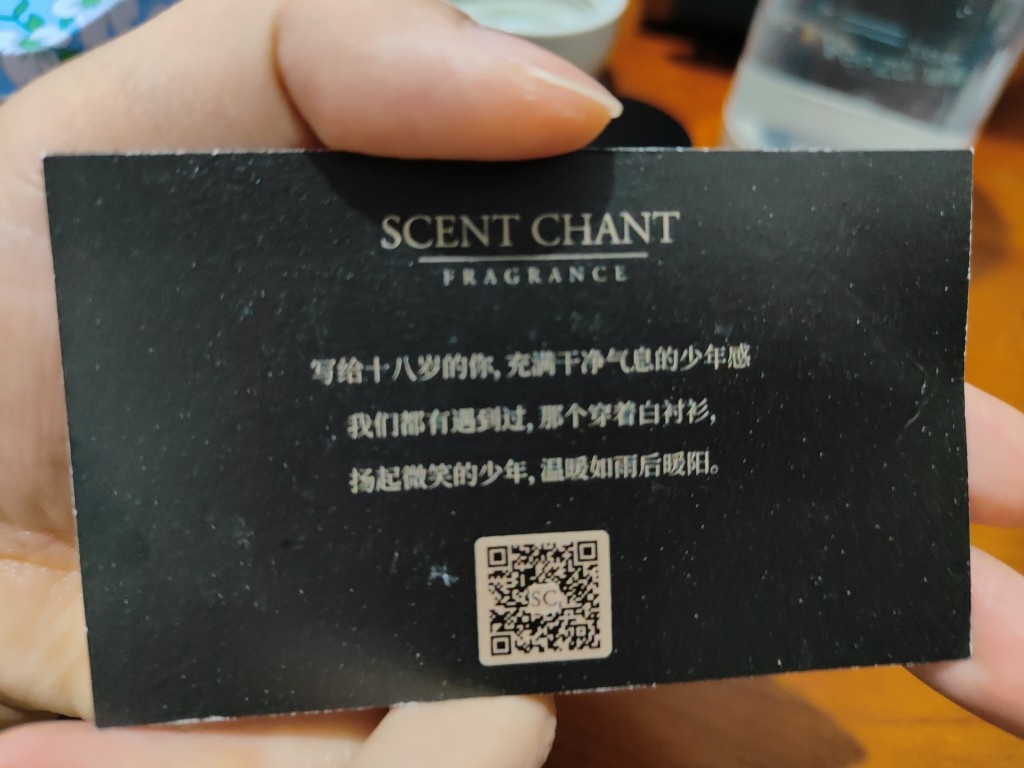 SCENT CHANT
FRAGRANCE
写给十八岁的你,充满干净气息的少年感
我们都有遇到过,那个穿着白衬衫,
扬起微笑的少年,温暖如雨后暖阳。
SC